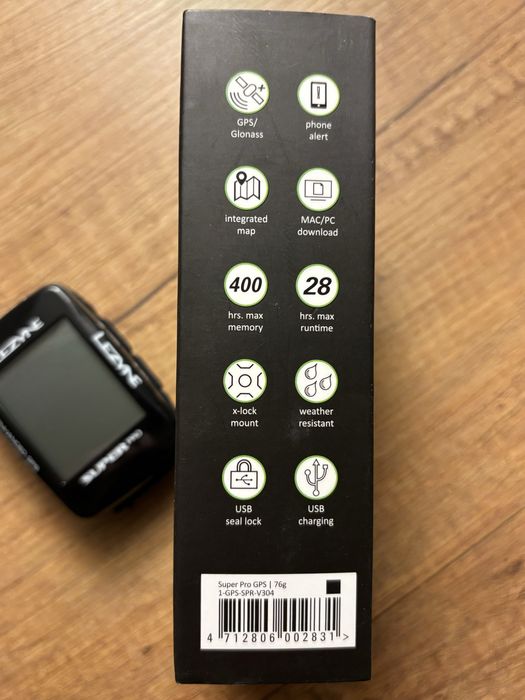 GPS/
Glonass
phone
alert
integrated
map
MAC/PC
download
400
hrs. max
memory
28
hrs. max
runtime
x-lock
mount
weather
resistant
USB
seal lock
USB
charging
Super Pro GPS | 76g
1-GPS-SPR-V304
4 712806 002831 >
LEZYNE
LEZYNE
SUPER PRO